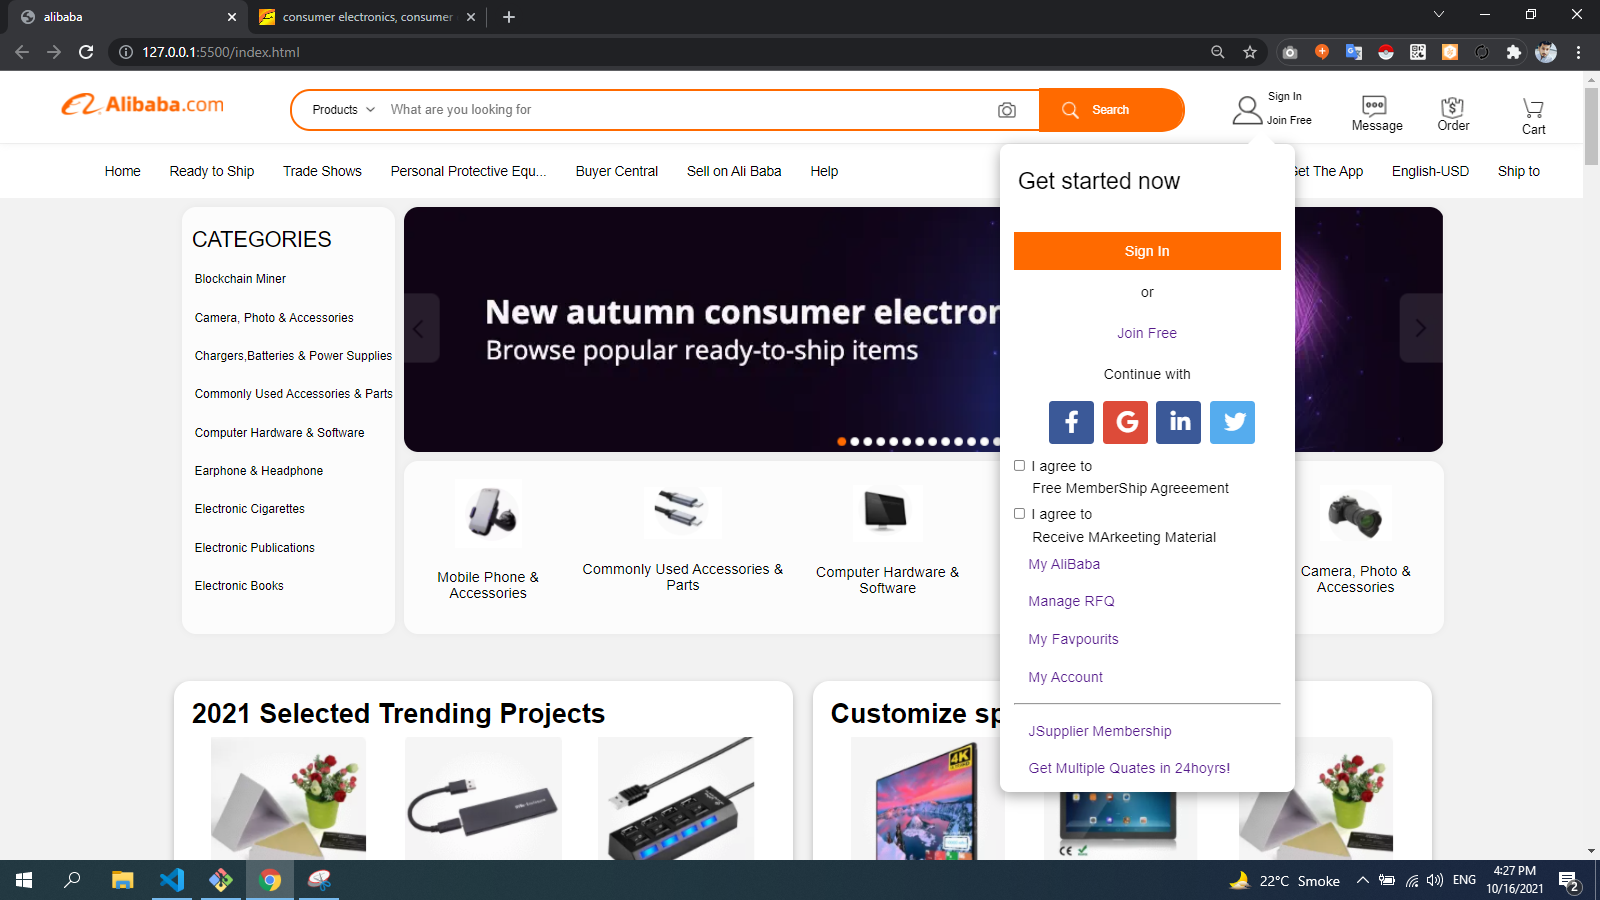 alibaba
consumer electronics, consumer
127.0.0.1:5500/index.html
Alibaba.com
Products
What are you looking for
Search
Sign In
Join Free
Message
Order
Cart
Home
Ready to Ship
Trade Shows
Personal Protective Equ...
Buyer Central
Sell on Ali Baba
Help
Get The App
English-USD
Ship to
CATEGORIES
Blockchain Miner
Camera, Photo & Accessories
Chargers,Batteries & Power Supplies
Commonly Used Accessories & Parts
Computer Hardware & Software
Earphone & Headphone
Electronic Cigarettes
Electronic Publications
Electronic Books
New autumn consumer electron
Browse popular ready-to-ship items
Mobile Phone &
Accessories
Commonly Used Accessories &
Parts
Computer Hardware &
Software
Camera, Photo &
Accessories
Get started now
Sign In
or
Join Free
Continue with
I agree to
Free MemberShip Agreeement
I agree to
Receive MArkeeting Material
My AliBaba
Manage RFQ
My Favpourits
My Account
JSupplier Membership
Get Multiple Quates in 24hoyrs!
2021 Selected Trending Projects
Customize sp
4K
CE
22°C Smoke
ENG
4:27 PM
10/16/2021
2